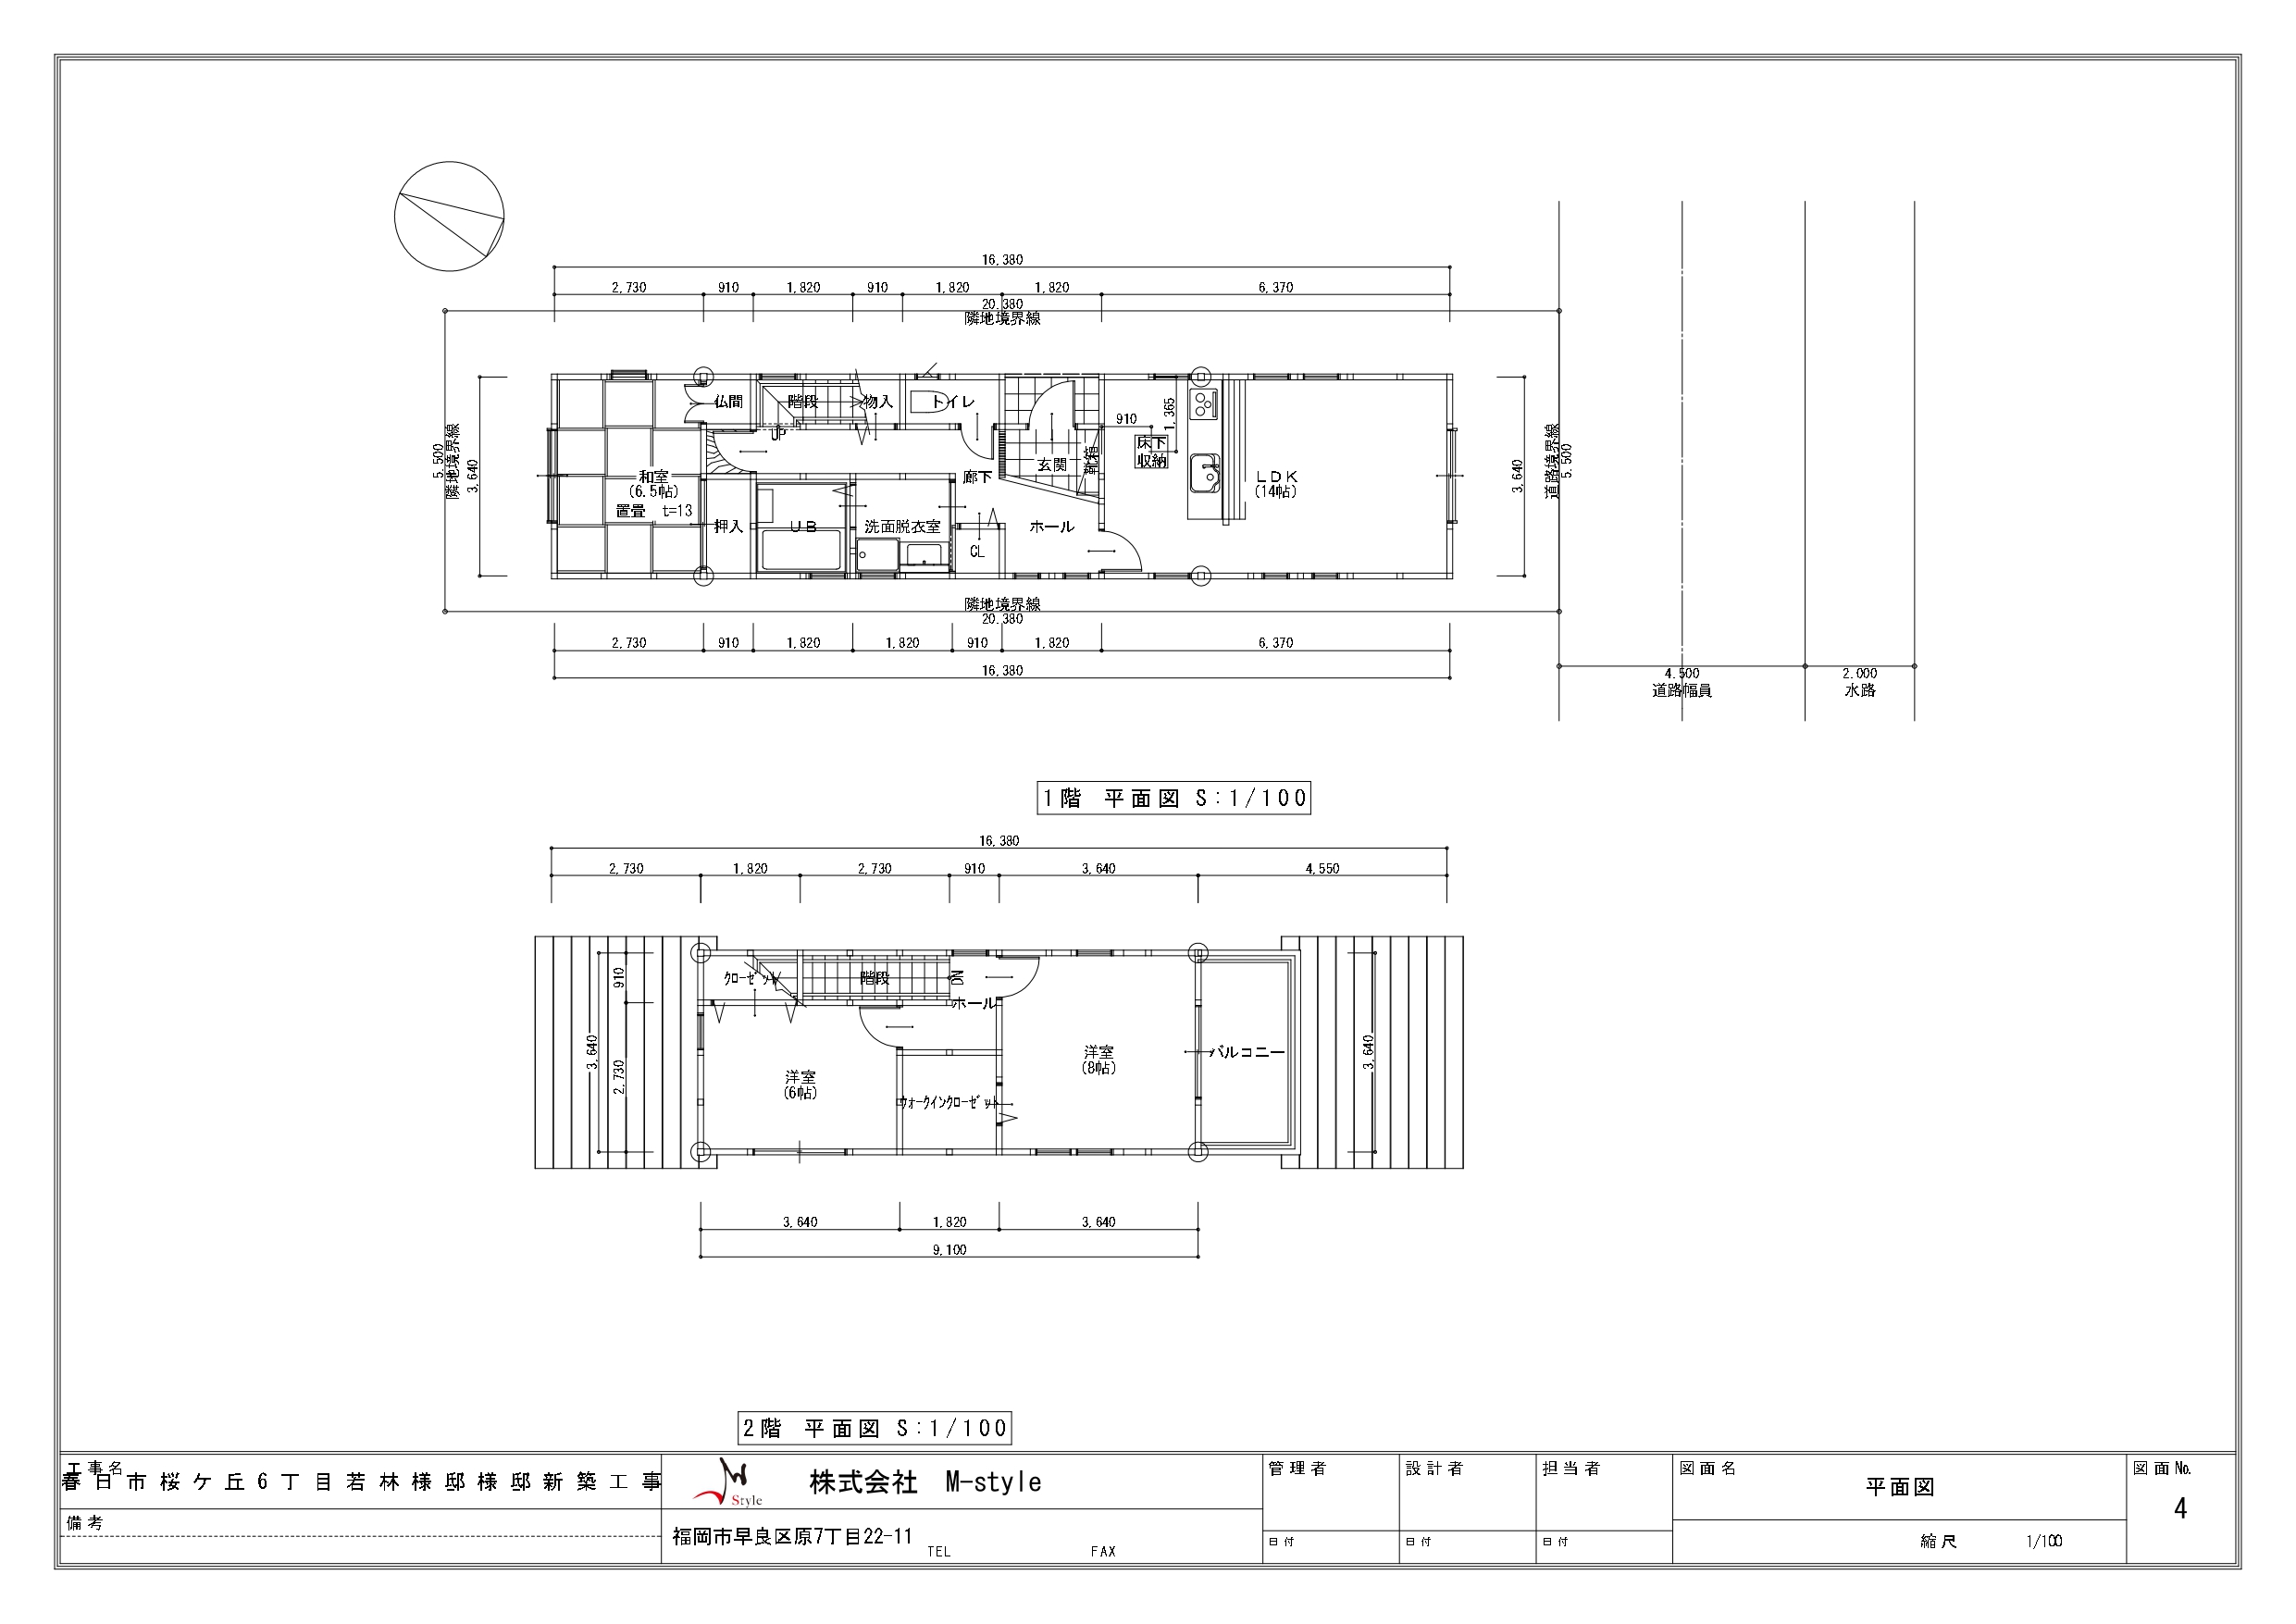 16,380
2,730 910 1,820 910 1,820 1,820 6,370
20.380
隣地境界線
5.500
隣地境界線
3,640
仏間
階段
物入
トイレ
UP
910
1,365
床下
収納
和室
(6.5帖)
置畳 t=13
廊下
玄関
靴箱
LDK
(14帖)
押入
UB
洗面脱衣室
CL
ホール
3,640
道路境界線
5.500
隣地境界線
20.380
2,730 910 1,820 1,820 910 1,820 6,370
16,380
4.500
道路幅員
2.000
水路
1階 平面図 S:1/100
16,380
2,730 1,820 2,730 910 3,640 4,550
910
3,640
2,730
クローゼット
階段
DN
ホール
洋室
(6帖)
洋室
(8帖)
ウォークインクローゼット
バルコニー
3,640
3,640 1,820 3,640
9,100
2階 平面図 S:1/100
工事名
春日市桜ケ丘6丁目若林様邸様邸新築工事
備考
Style
株式会社 M-style
福岡市早良区原7丁目22-11
TEL FAX
管理者
日付
設計者
日付
担当者
日付
図面名
平面図
縮尺 1/100
図面No.
4